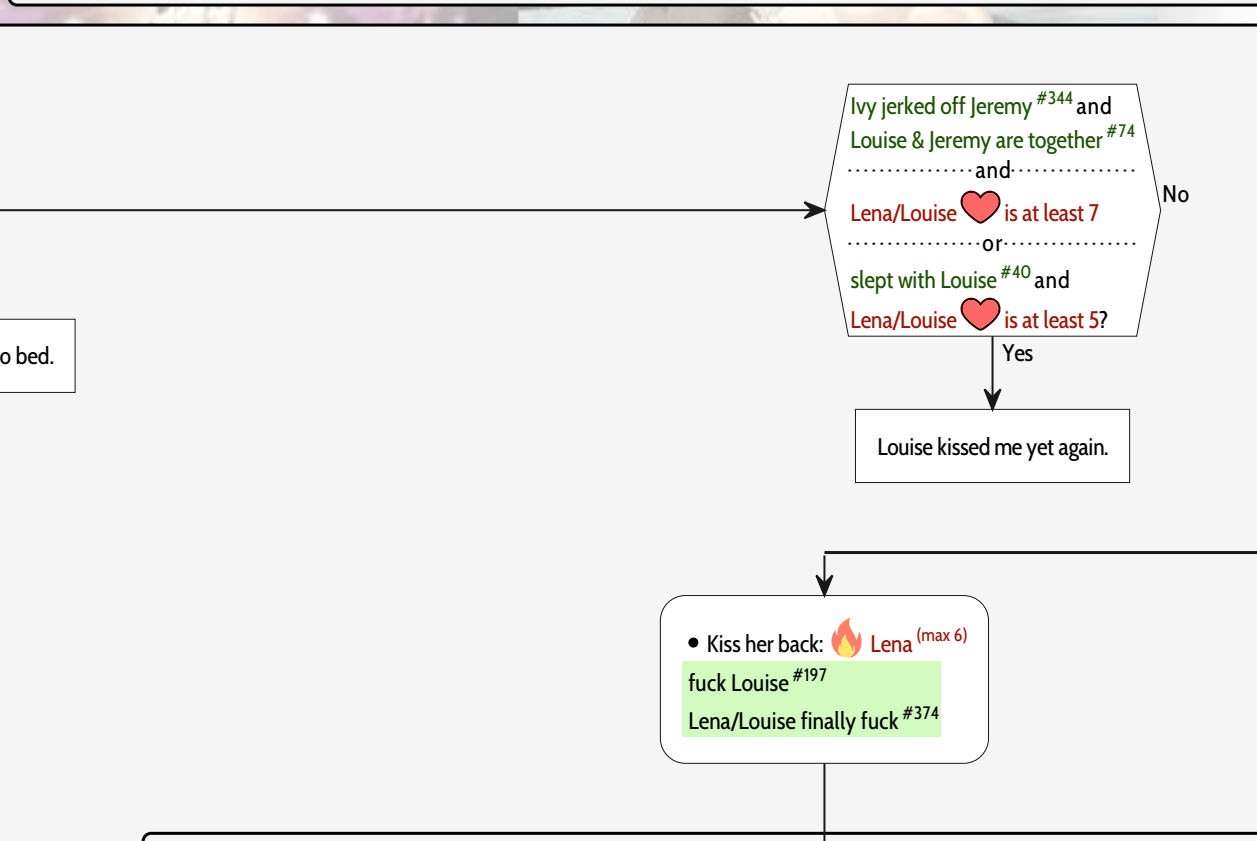 Ivy jerked off Jeremy #344 and
Louise & Jeremy are together #74
and
Lena/Louise is at least 7
No
or
slept with Louise #40 and
Lena/Louise is at least 5?
Yes
o bed.
Louise kissed me yet again.
• Kiss her back: Lena (max 6)
fuck Louise #197
Lena/Louise finally fuck #374